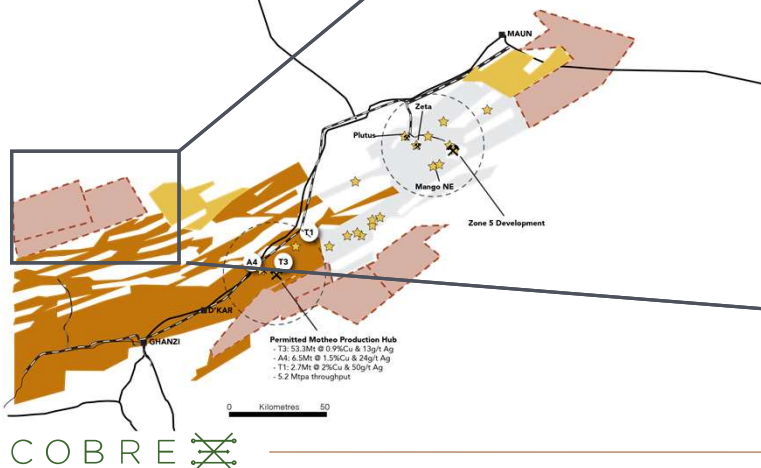 MAUN
Zeta
Plutus
Mango NE
Zone 5 Development
T1
A4
T3
D'KAR
GHANZI
Permitted Motheo Production Hub
- T3: 53.3Mt @ 0.9%Cu & 13g/t Ag
- A4: 6.5Mt @ 1.5%Cu & 24g/t Ag
- T1: 2.7Mt @ 2%Cu & 50g/t Ag
- 5.2 Mtpa throughput
0 Kilometres 50
COBRE